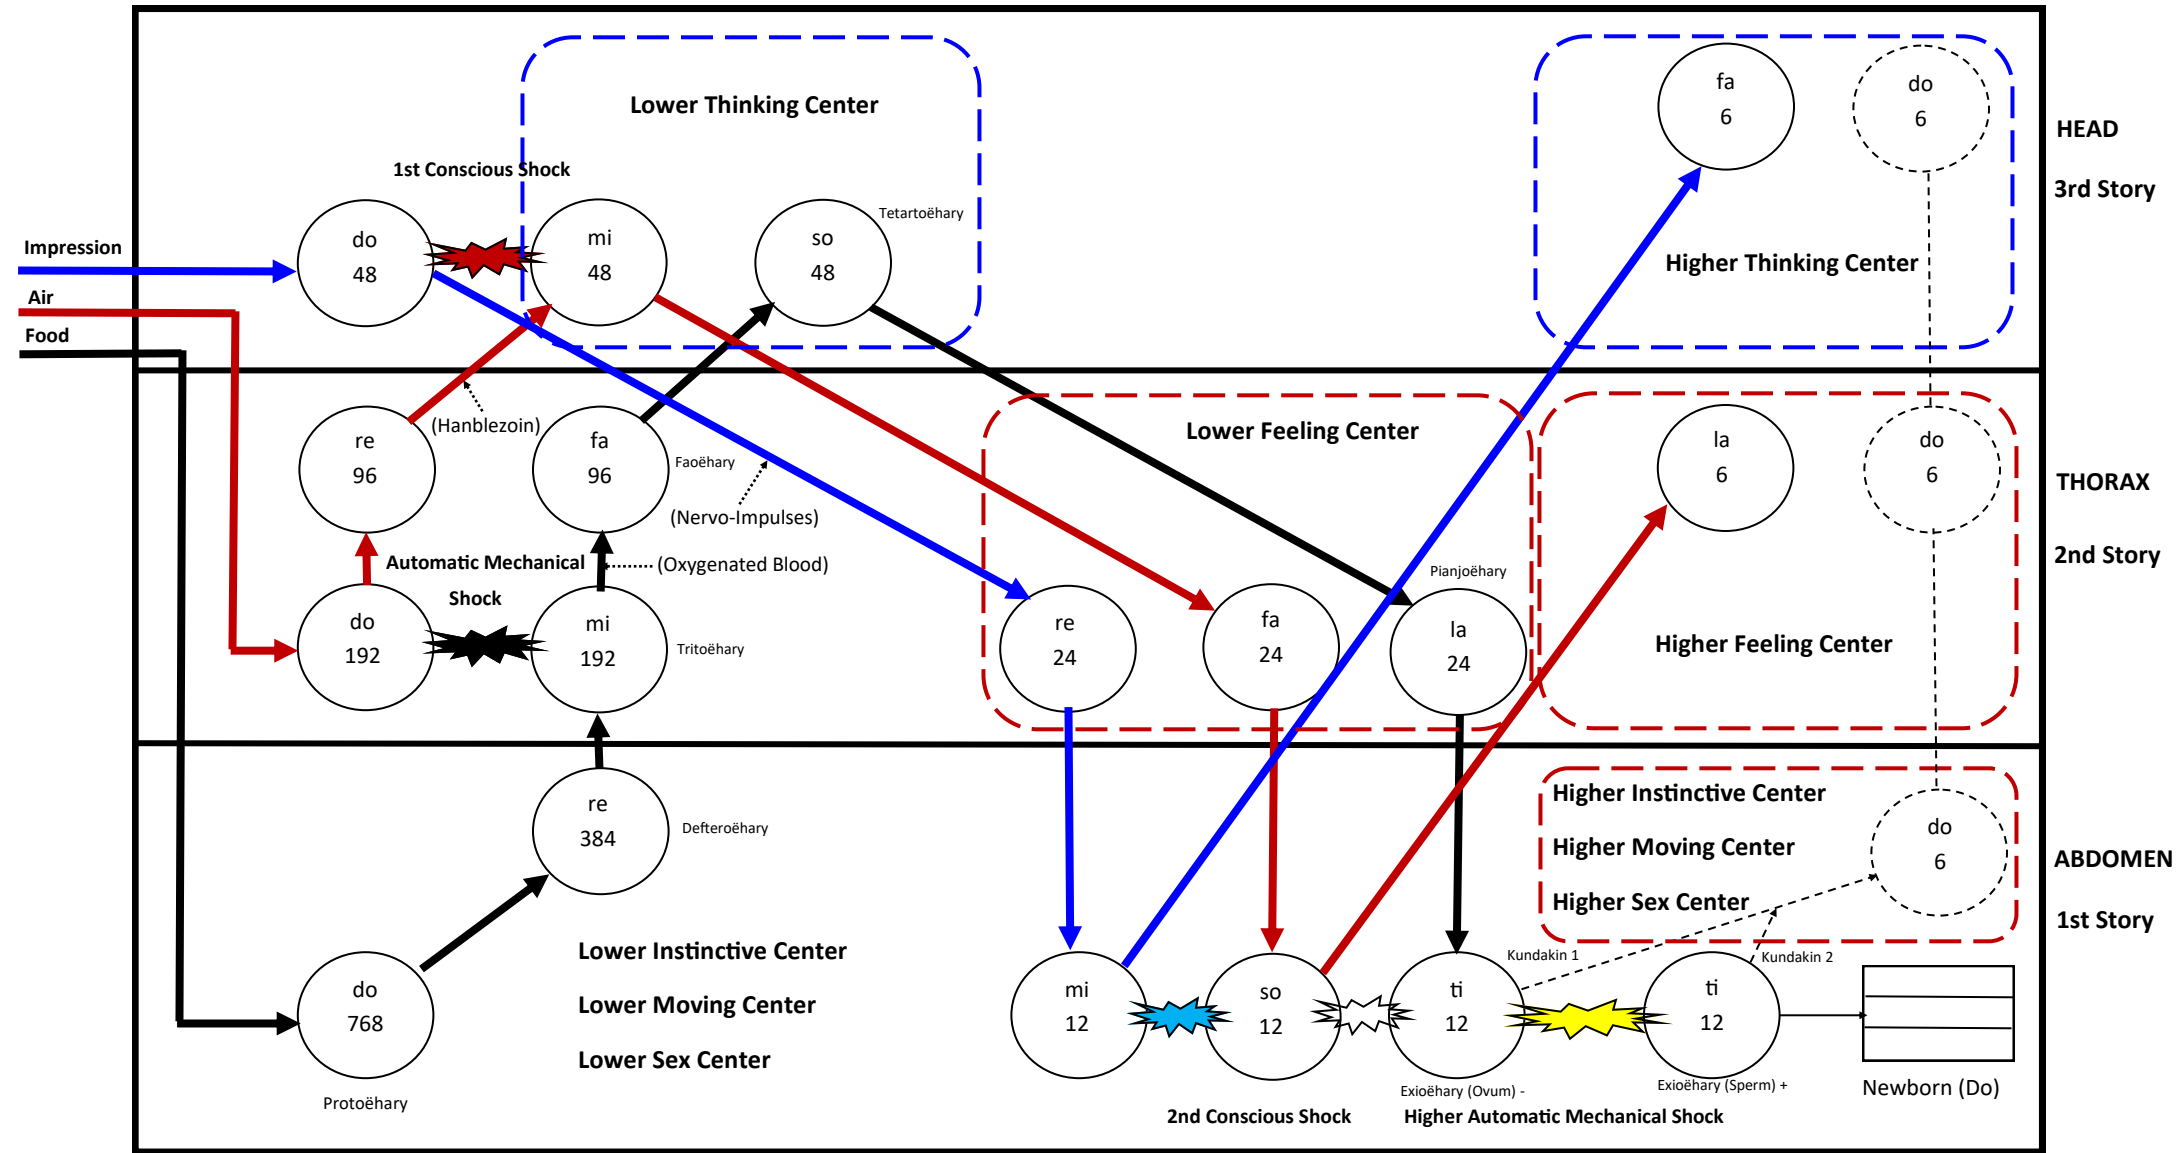 Lower Thinking Center
fa
6
do
6
HEAD
3rd Story
1st Conscious Shock
Higher Thinking Center
Impression
Air
Food
do
48
mi
48
so
48
Tetartoëhary
re
96
(Hanblezoin)
fa
96
Faoëhary
(Nervo-Impulses)
Lower Feeling Center
la
6
do
6
THORAX
2nd Story
Automatic Mechanical
Shock
(Oxygenated Blood)
Pianjoëhary
do
192
mi
192
Tritoëhary
re
24
fa
24
la
24
Higher Feeling Center
re
384
Defteroëhary
Higher Instinctive Center
Higher Moving Center
Higher Sex Center
do
6
ABDOMEN
1st Story
Lower Instinctive Center
Lower Moving Center
Lower Sex Center
do
768
Protoëhary
Kundakin 1
Kundakin 2
mi
12
so
12
ti
12
ti
12
Exioëhary (Ovum) -
Exioëhary (Sperm) +
Newborn (Do)
2nd Conscious Shock
Higher Automatic Mechanical Shock